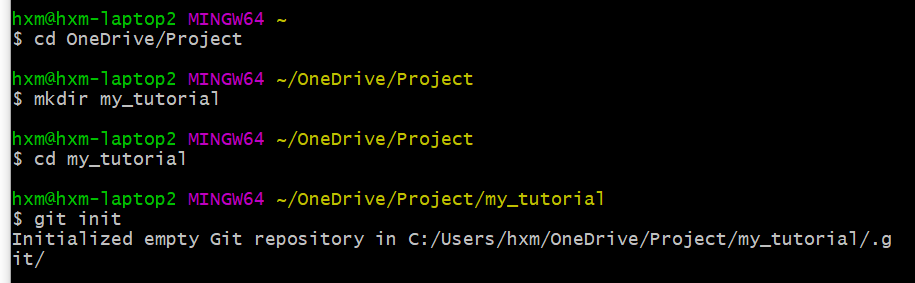 hxm@hxm-laptop2 MINGW64 ~
$ cd OneDrive/Project
hxm@hxm-laptop2 MINGW64 ~/OneDrive/Project
$ mkdir my_tutorial
hxm@hxm-laptop2 MINGW64 ~/OneDrive/Project
$ cd my_tutorial
hxm@hxm-laptop2 MINGW64 ~/OneDrive/Project/my_tutorial
$ git init
Initialized empty Git repository in C:/Users/hxm/OneDrive/Project/my_tutorial/.g
it/